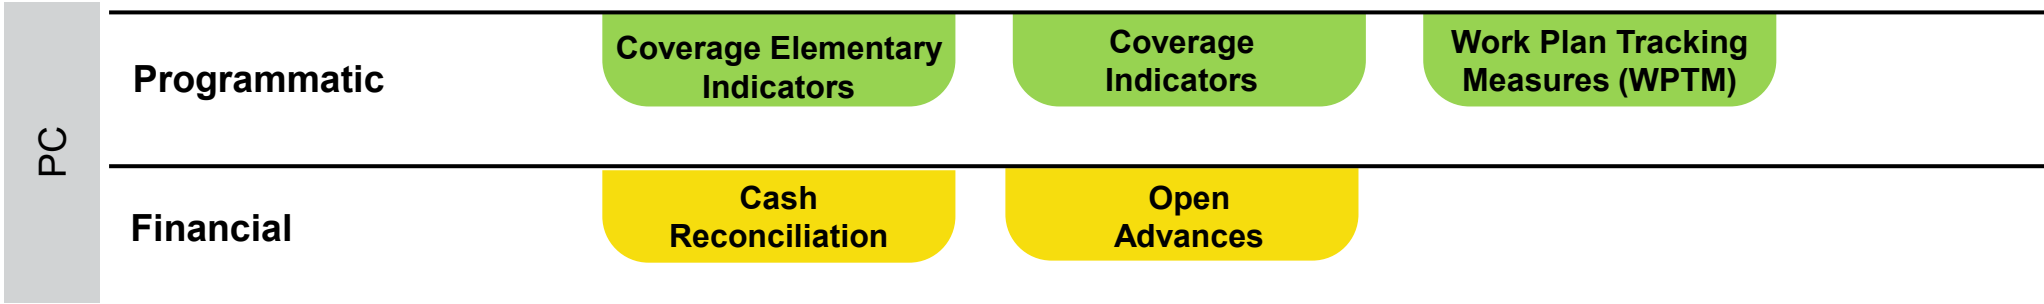 PC
Programmatic
Coverage Elementary
Indicators
Coverage
Indicators
Work Plan Tracking
Measures (WPTM)
Financial
Cash
Reconciliation
Open
Advances